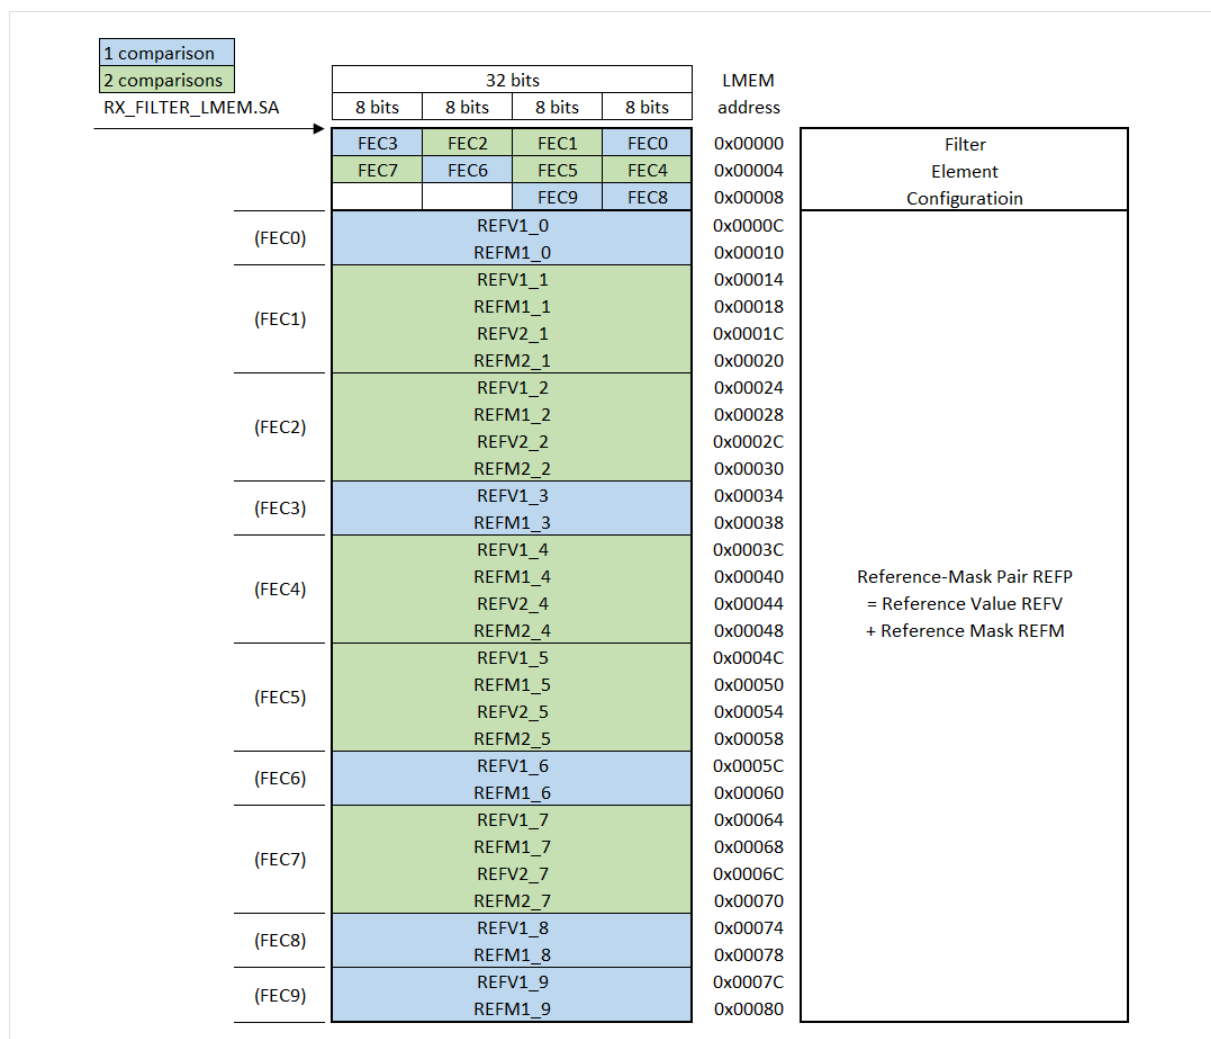 1 comparison
2 comparisons 32 bits LMEM
RX_FILTER_LMEM.SA 8 bits 8 bits 8 bits 8 bits address
FEC3 FEC2 FEC1 FEC0 0x00000 Filter
FEC7 FEC6 FEC5 FEC4 0x00004 Element
FEC9 FEC8 0x00008 Configuratioin
(FEC0) REFV1_0 0x0000C
REFM1_0 0x00010
(FEC1) REFV1_1 0x00014
REFM1_1 0x00018
REFV2_1 0x0001C
REFM2_1 0x00020
(FEC2) REFV1_2 0x00024
REFM1_2 0x00028
REFV2_2 0x0002C
REFM2_2 0x00030
(FEC3) REFV1_3 0x00034
REFM1_3 0x00038
(FEC4) REFV1_4 0x0003C
REFM1_4 0x00040 Reference-Mask Pair REFP
REFV2_4 0x00044 = Reference Value REFV
REFM2_4 0x00048 + Reference Mask REFM
(FEC5) REFV1_5 0x0004C
REFM1_5 0x00050
REFV2_5 0x00054
REFM2_5 0x00058
(FEC6) REFV1_6 0x0005C
REFM1_6 0x00060
(FEC7) REFV1_7 0x00064
REFM1_7 0x00068
REFV2_7 0x0006C
REFM2_7 0x00070
(FEC8) REFV1_8 0x00074
REFM1_8 0x00078
(FEC9) REFV1_9 0x0007C
REFM1_9 0x00080